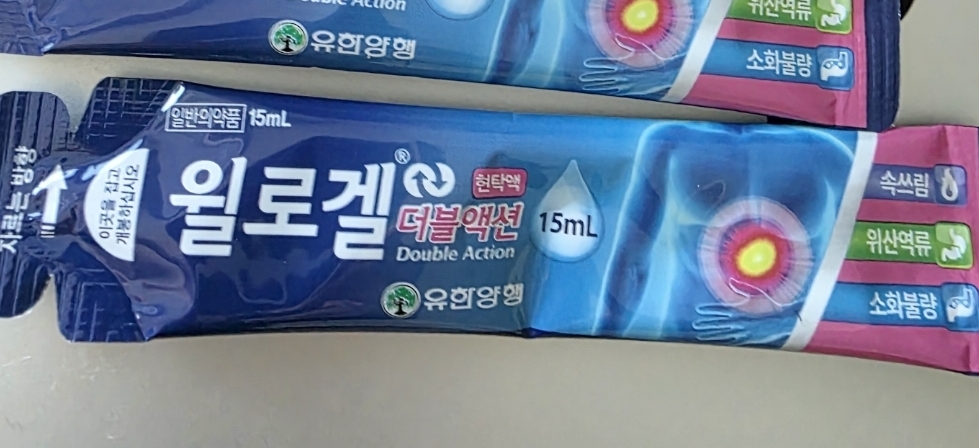 Double Action
유한양행
위산역류
소화불량
자르는 방향
이곳을 잡고
개봉하십시오
일반의약품 15mL
윌로겔®
현탁액
더블액션
Double Action
유한양행
15mL
속쓰림
위산역류
소화불량